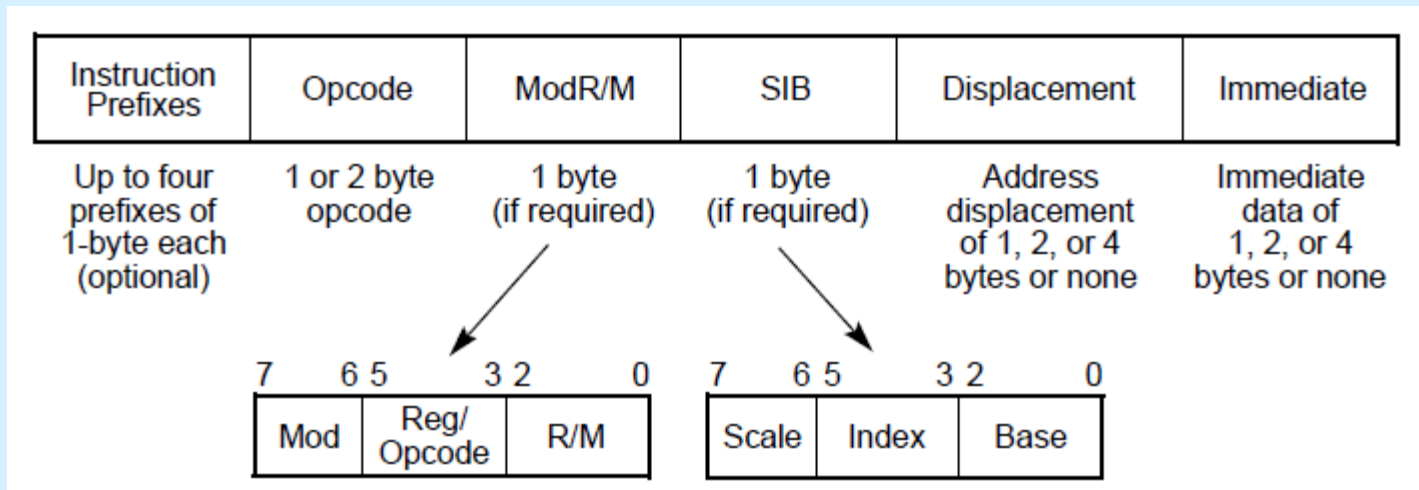 Instruction
Prefixes
Opcode
ModR/M
SIB
Displacement
Immediate
Up to four
prefixes of
1-byte each
(optional)
1 or 2 byte
opcode
1 byte
(if required)
1 byte
(if required)
Address
displacement
of 1, 2, or 4
bytes or none
Immediate
data of
1, 2, or 4
bytes or none
7 6 5 3 2 0
Mod
Reg/
Opcode
R/M
7 6 5 3 2 0
Scale
Index
Base